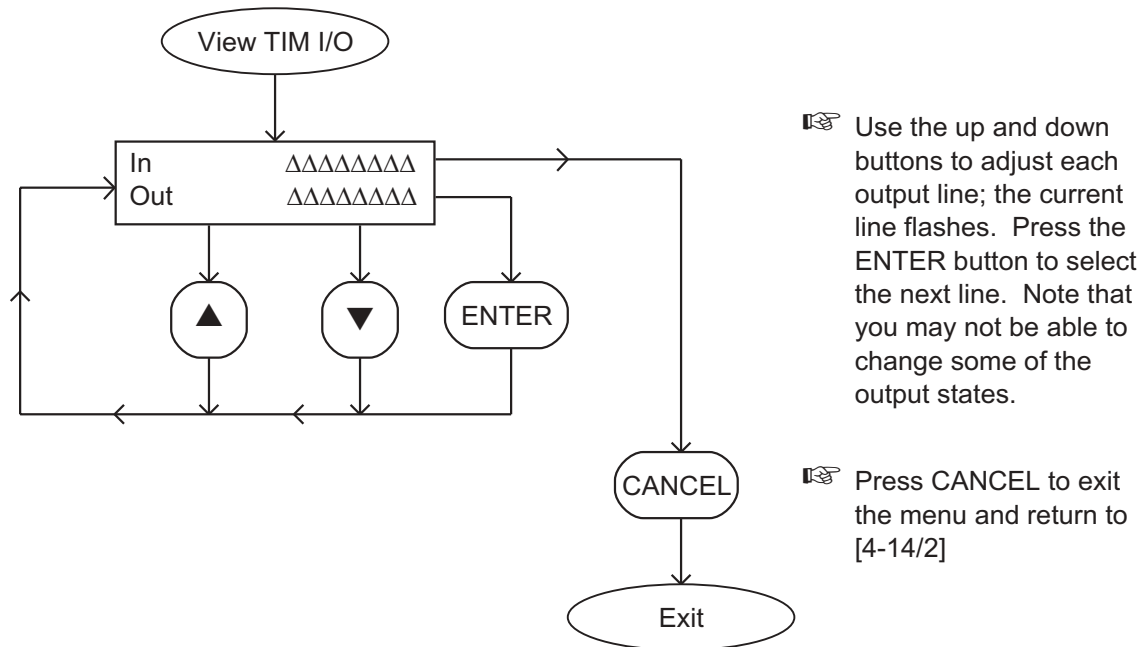 View TIM I/O
In ΔΔΔΔΔΔΔΔ
Out ΔΔΔΔΔΔΔΔ
▲ ▼ ENTER
CANCEL
Exit
☞ Use the up and down
buttons to adjust each
output line; the current
line flashes. Press the
ENTER button to select
the next line. Note that
you may not be able to
change some of the
output states.
☞ Press CANCEL to exit
the menu and return to
[4-14/2]